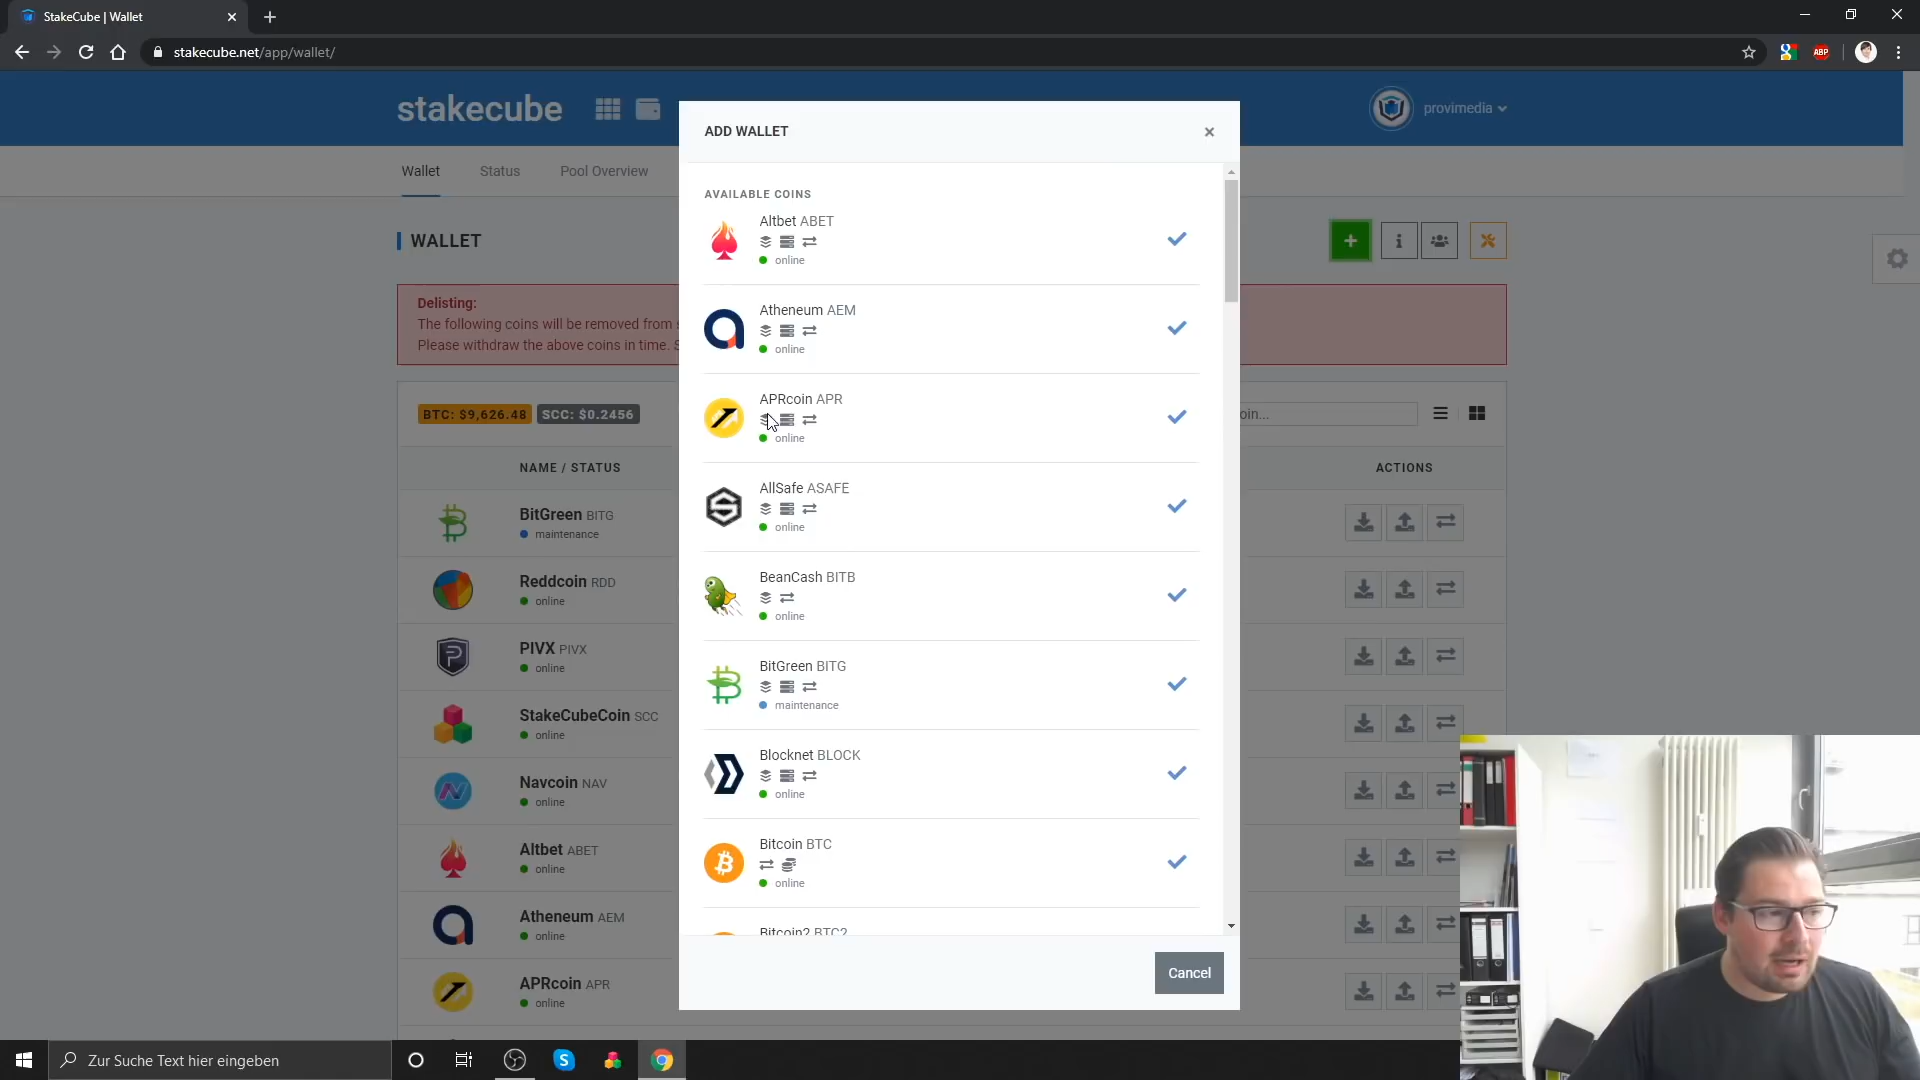 StakeCube | Wallet
stakecube.net/app/wallet/
ABP
stakecube
provimedia
Wallet
Status
Pool Overview
WALLET
Delisting:
The following coins will be removed from
Please withdraw the above coins in time.
BTC: $9,626.48
SCC: $0.2456
oin...
NAME / STATUS
ACTIONS
BitGreen BITG
maintenance
Reddcoin RDD
online
PIVX PIVX
online
StakeCubeCoin SCC
online
Navcoin NAV
online
Altbet ABET
online
Atheneum AEM
online
APRcoin APR
online
ADD WALLET
AVAILABLE COINS
Altbet ABET
online
Atheneum AEM
online
APRcoin APR
online
AllSafe ASAFE
online
BeanCash BITB
online
BitGreen BITG
maintenance
Blocknet BLOCK
online
Bitcoin BTC
online
Bitcoin2 BTC2
Cancel
Zur Suche Text hier eingeben